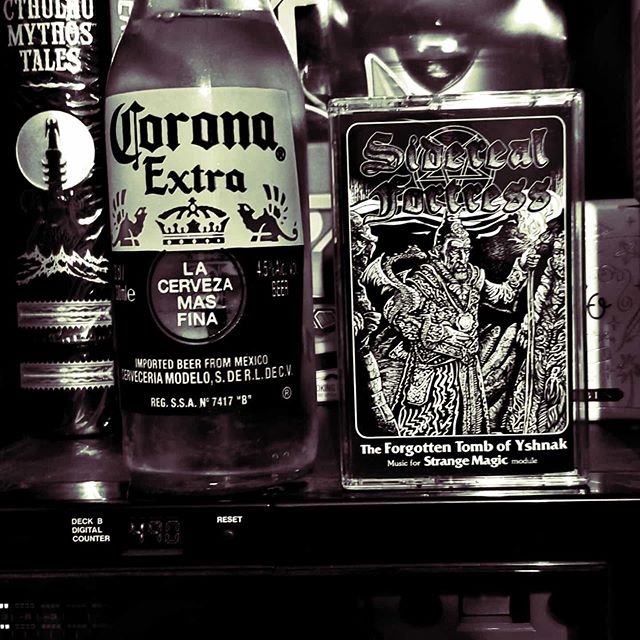 CTHULHU
MYTHOS
TALES
Corona
Extra
LA
CERVEZA
MAS
FINA
BEER
IMPORTED BEER FROM MEXICO
CERVECERIA MODELO, S. DE R.L. DE C.V.
REG. S.S.A. Nº 7417 "B"
Sidereal
Fortress
The Forgotten Tomb of Yshnak
Music for Strange Magic module
DECK B
DIGITAL
COUNTER
490
RESET